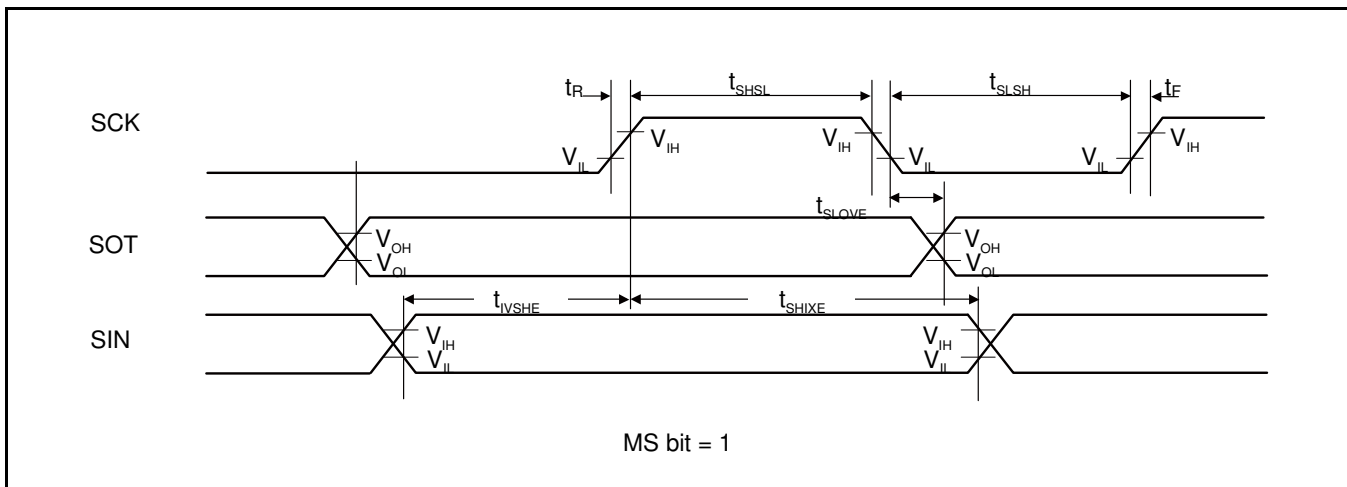 tR
tSHSL
tSLSH
tF
SCK
VIH
VIH
VIH
VIL
VIL
VIL
tSLOVE
SOT
VOH
VOL
VOH
VOL
tIVSHE
tSHIXE
SIN
VIH
VIL
VIH
VIL
MS bit = 1